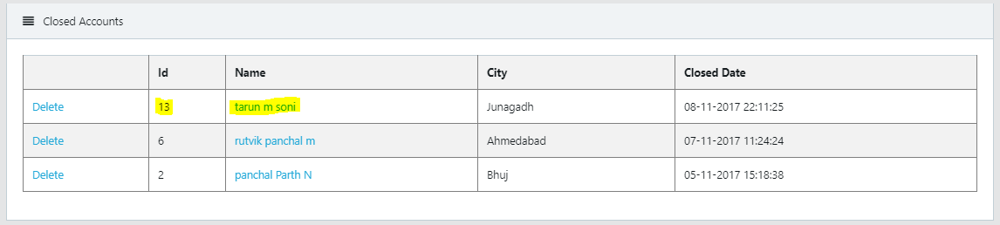 Closed Accounts
Id Name City Closed Date
Delete 13 tarun m soni Junagadh 08-11-2017 22:11:25
Delete 6 rutvik panchal m Ahmedabad 07-11-2017 11:24:24
Delete 2 panchal Parth N Bhuj 05-11-2017 15:18:38